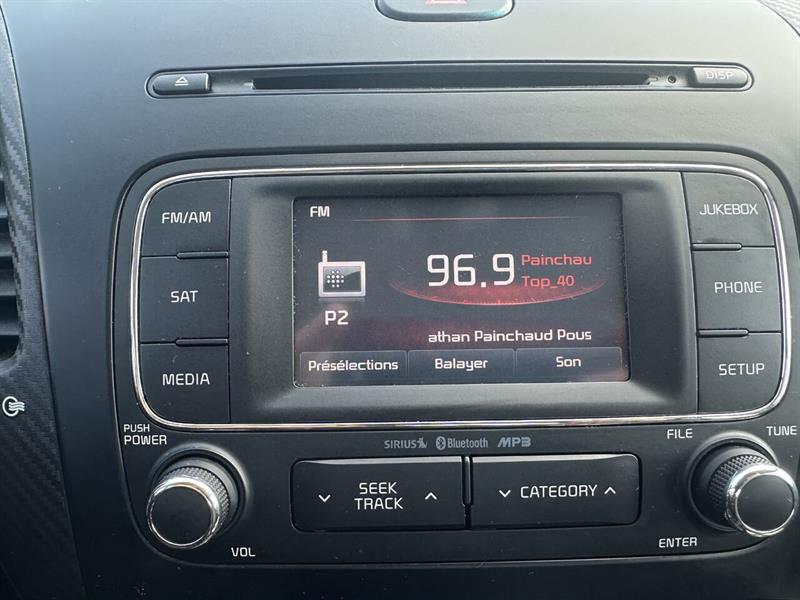 DISP
FM/AM
SAT
MEDIA
FM
96.9
Painchau
Top_40
P2
athan Painchaud Pous
Présélections
Balayer
Son
JUKEBOX
PHONE
SETUP
PUSH
POWER
SIRIUS
Bluetooth
MP3
FILE
TUNE
VOL
SEEK
TRACK
CATEGORY
ENTER